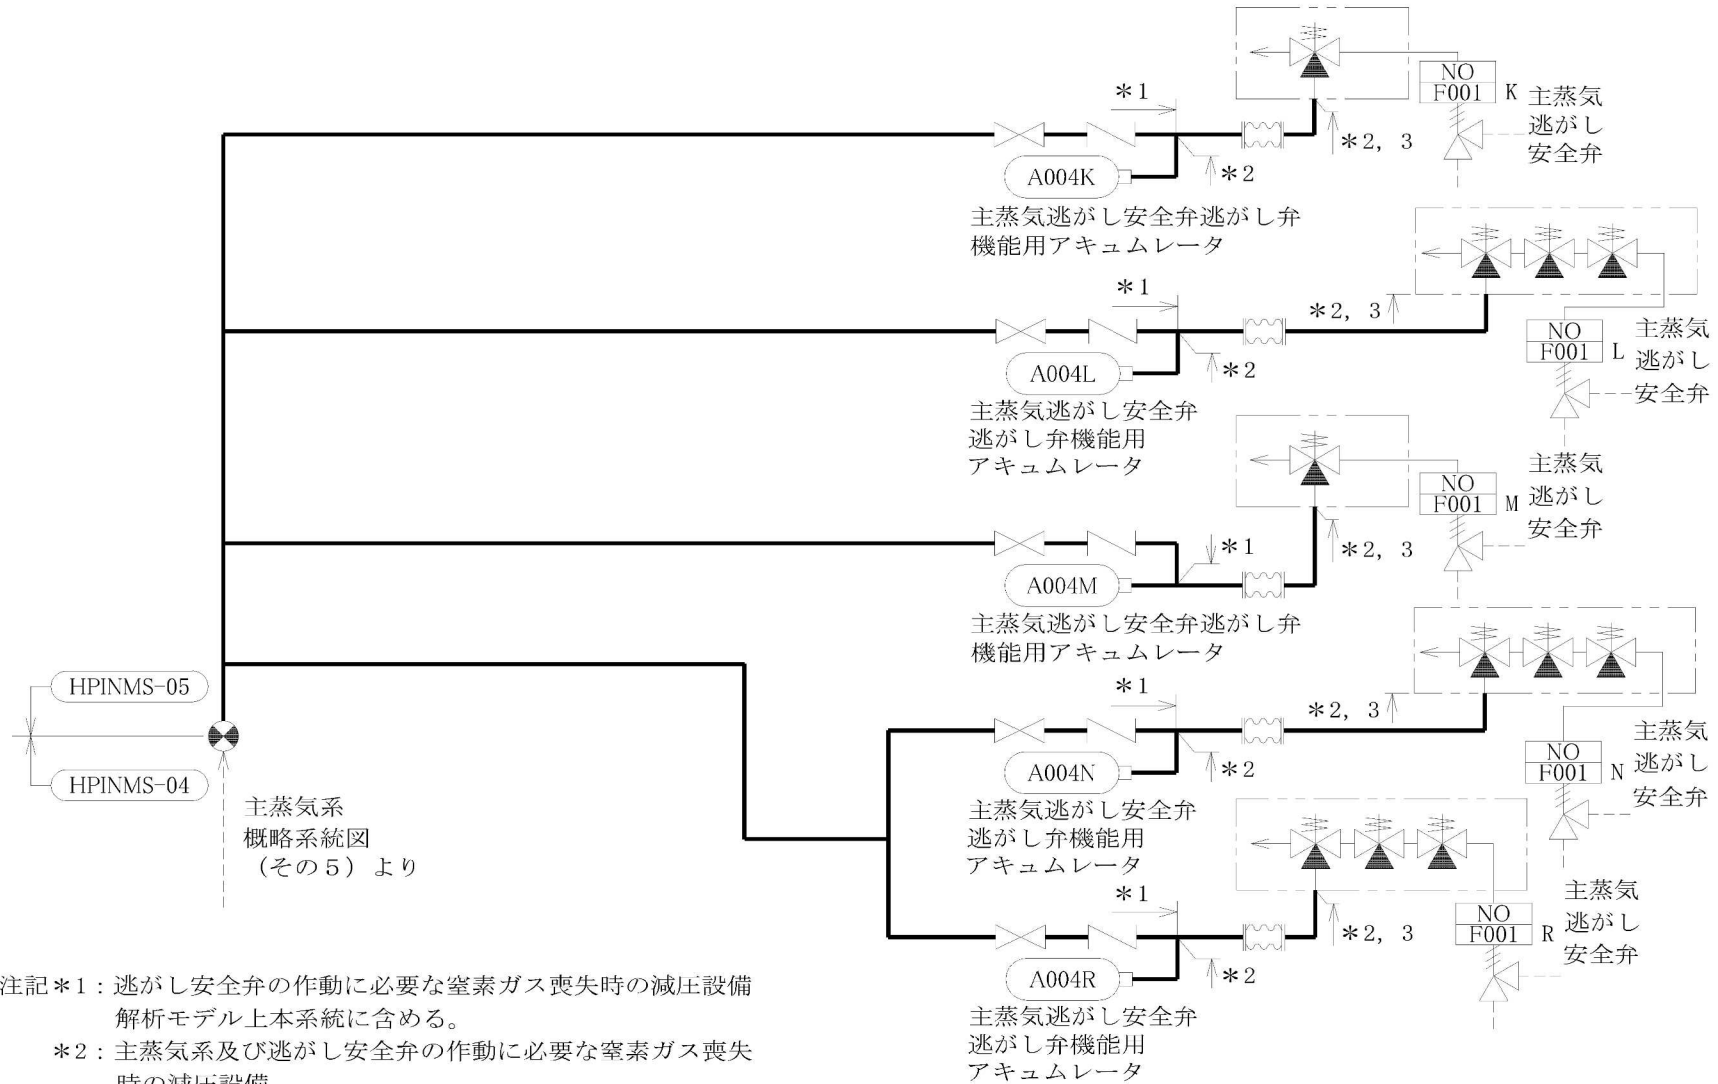 NO
F001
K
主蒸気
逃がし
安全弁
*1
*2, 3
*2
A004K
主蒸気逃がし安全弁逃がし弁
機能用アキュムレータ
*1
*2, 3
*2
A004L
主蒸気逃がし安全弁
逃がし弁機能用
アキュムレータ
NO
F001
L
主蒸気
逃がし
安全弁
NO
F001
M
主蒸気
逃がし
安全弁
*1
*2, 3
A004M
主蒸気逃がし安全弁逃がし弁
機能用アキュムレータ
HPINMS-05
HPINMS-04
主蒸気系
概略系統図
(その5)より
*1
*2, 3
*2
A004N
主蒸気逃がし安全弁
逃がし弁機能用
アキュムレータ
NO
F001
N
主蒸気
逃がし
安全弁
*1
*2, 3
*2
A004R
主蒸気逃がし安全弁
逃がし弁機能用
アキュムレータ
NO
F001
R
主蒸気
逃がし
安全弁
注記*1:逃がし安全弁の作動に必要な窒素ガス喪失時の減圧設備
解析モデル上本系統に含める。
*2:主蒸気系及び逃がし安全弁の作動に必要な窒素ガス喪失
時の減圧設備